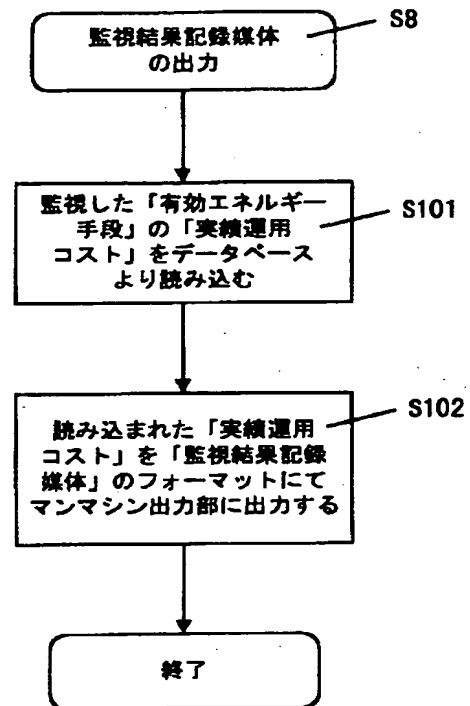 監視結果記録媒体
の出力
S8
監視した「有効エネルギー
手段」の「実績運用
コスト」をデータベース
より読み込む
S101
読み込まれた「実績運用
コスト」を「監視結果記録
媒体」のフォーマットにて
マンマシン出力部に出力する
S102
終了